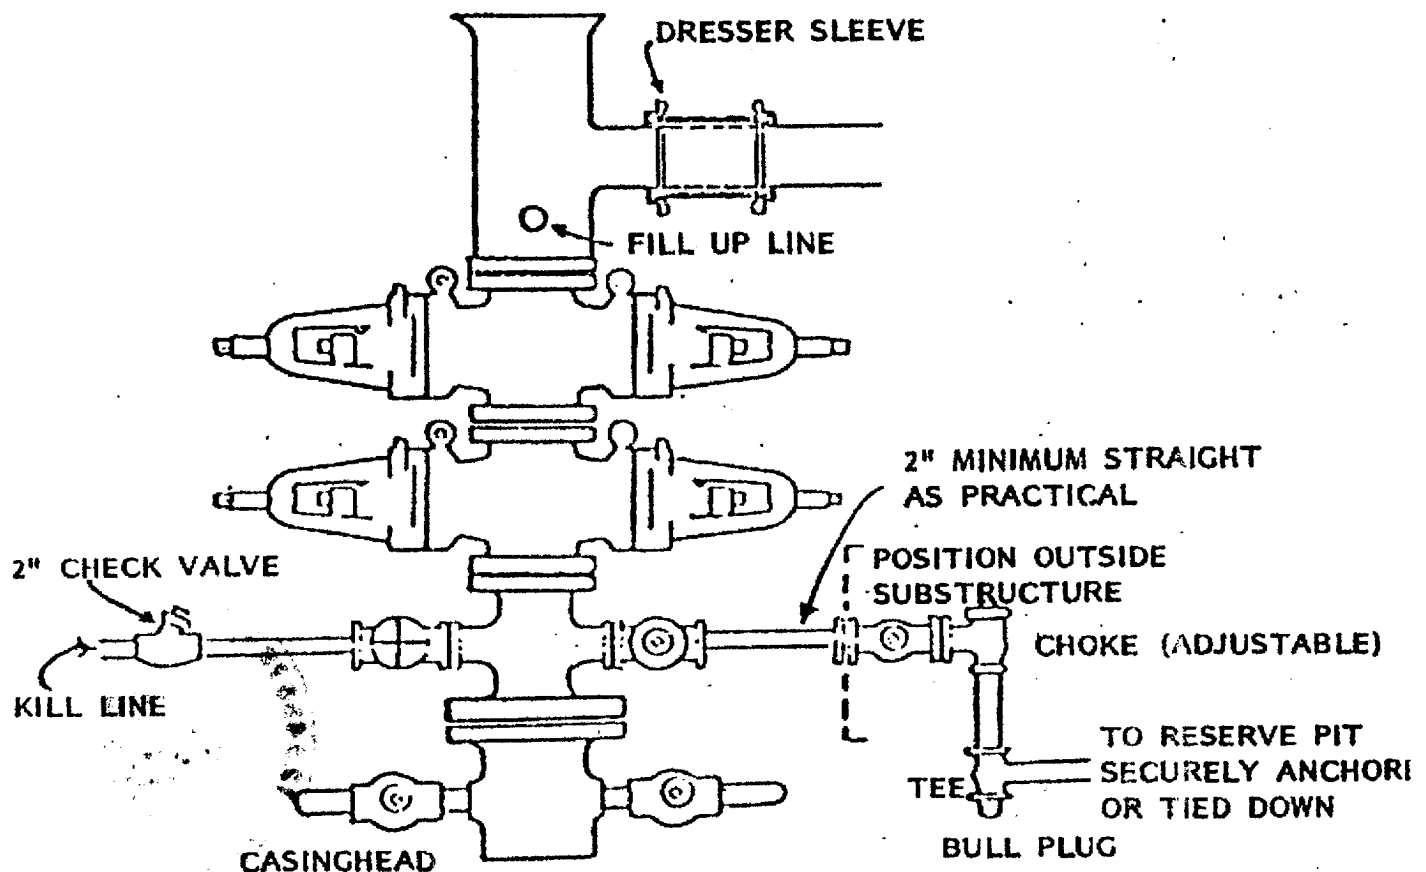 DRESSER SLEEVE
FILL UP LINE
2" MINIMUM STRAIGHT
AS PRACTICAL
2" CHECK VALVE
POSITION OUTSIDE
SUBSTRUCTURE
CHOKE (ADJUSTABLE)
KILL LINE
TO RESERVE PIT
SECURELY ANCHORE
OR TIED DOWN
TEE
BULL PLUG
CASINGHEAD